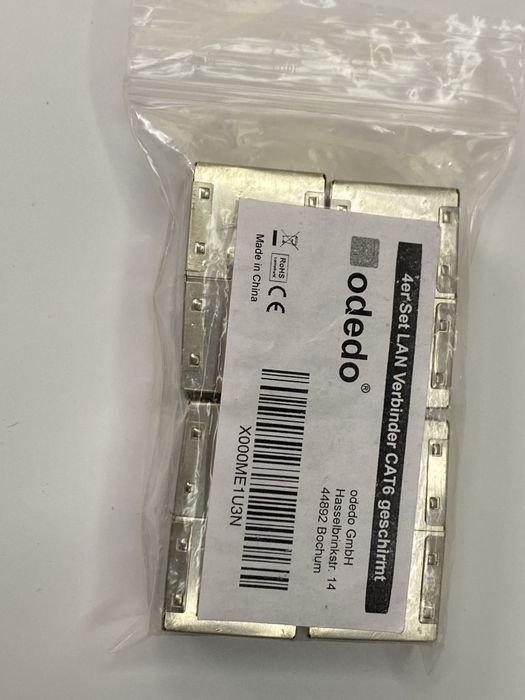 4er Set LAN Verbinder CAT6 geschirmt
odedo®
odedo GmbH
Hasselbrinkstr. 14
44892 Bochum
RoHS
CE
Made in China
X000ME1U3N